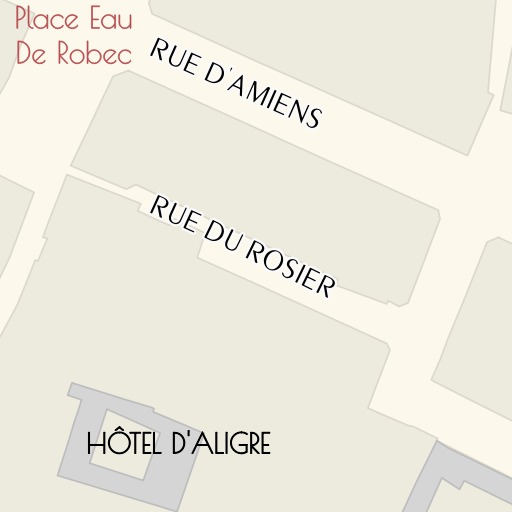 Place Eau
De Robec
RUE D'AMIENS
RUE DU ROSIER
HÔTEL D'ALIGRE